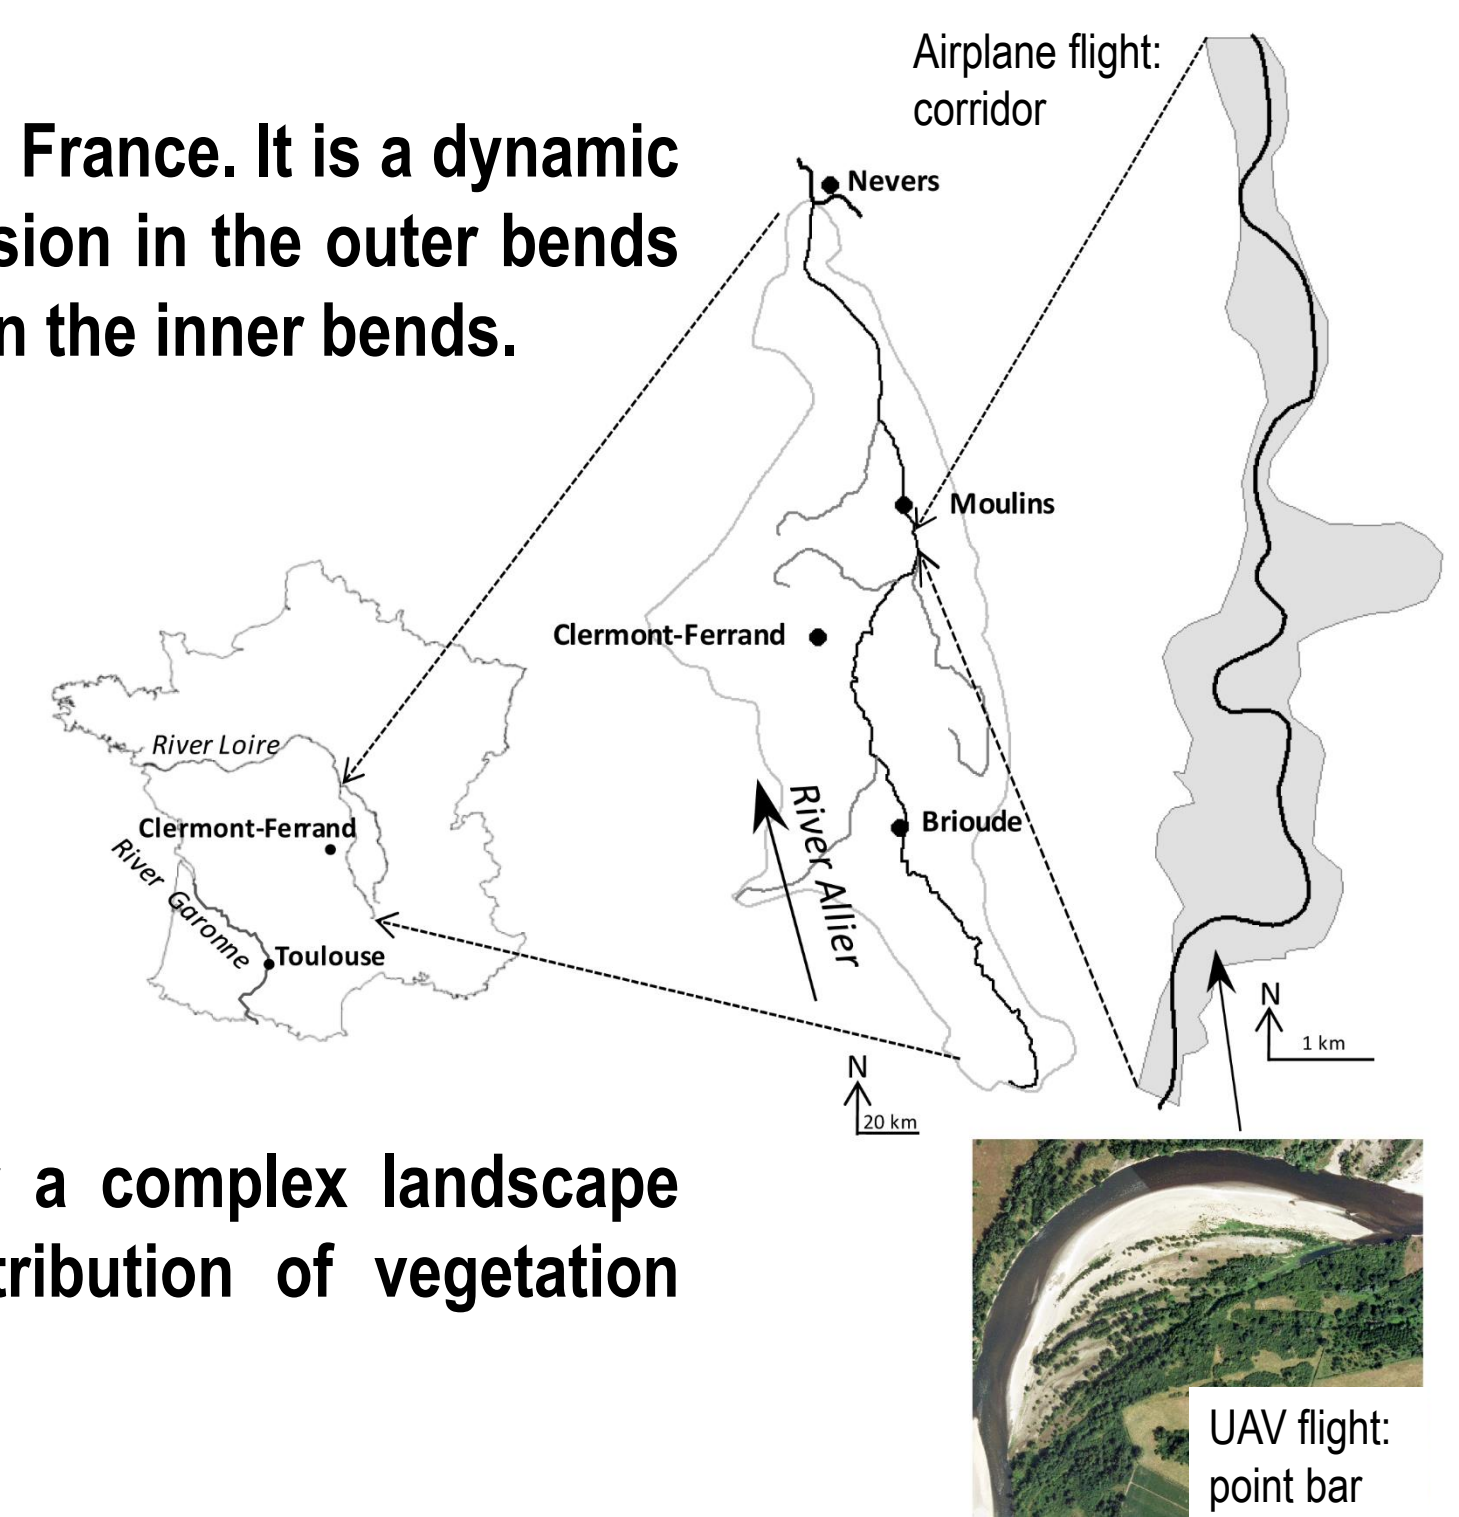 Airplane flight:
corridor
France. It is a dynamic
sion in the outer bends
n the inner bends.
Nevers
Moulins
Clermont-Ferrand
River Loire
Clermont-Ferrand
River Garonne
Toulouse
River Allier
Brioude
N
20 km
N
1 km
a complex landscape
tribution of vegetation
UAV flight:
point bar